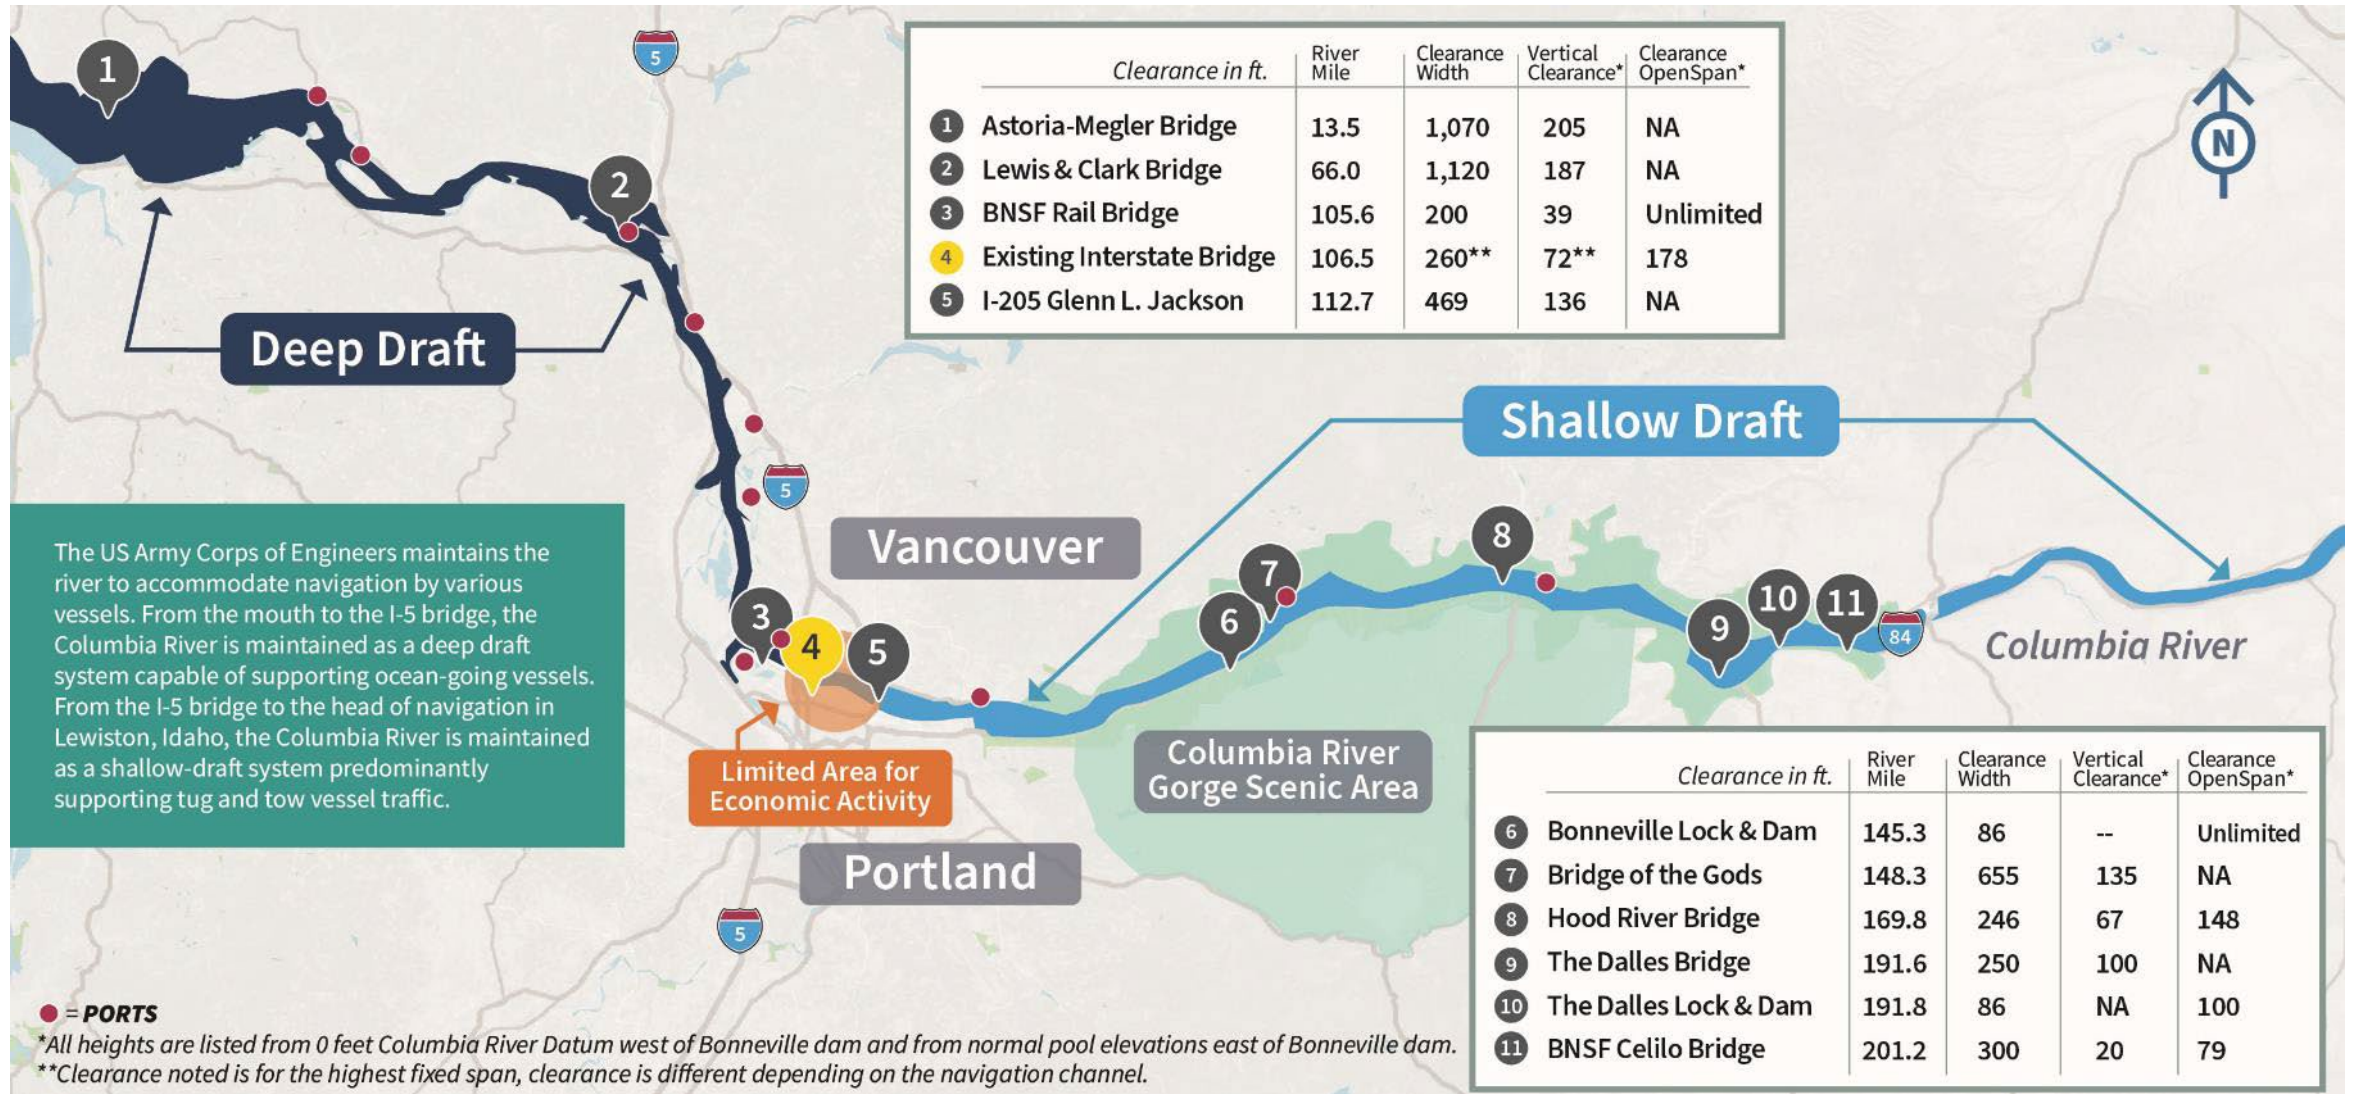 1
5
Clearance in ft.
River Mile
Clearance Width
Vertical Clearance*
Clearance OpenSpan*
1 Astoria-Megler Bridge 13.5 1,070 205 NA
2 Lewis & Clark Bridge 66.0 1,120 187 NA
3 BNSF Rail Bridge 105.6 200 39 Unlimited
4 Existing Interstate Bridge 106.5 260** 72** 178
5 I-205 Glenn L. Jackson 112.7 469 136 NA
N
2
Deep Draft
Shallow Draft
5
The US Army Corps of Engineers maintains the
river to accommodate navigation by various
vessels. From the mouth to the I-5 bridge, the
Columbia River is maintained as a deep draft
system capable of supporting ocean-going vessels.
From the I-5 bridge to the head of navigation in
Lewiston, Idaho, the Columbia River is maintained
as a shallow-draft system predominantly
supporting tug and tow vessel traffic.
Vancouver
3
4
5
6
7
8
9
10
11
84
Columbia River
Limited Area for
Economic Activity
Columbia River
Gorge Scenic Area
Portland
5
Clearance in ft.
River Mile
Clearance Width
Vertical Clearance*
Clearance OpenSpan*
6 Bonneville Lock & Dam 145.3 86 -- Unlimited
7 Bridge of the Gods 148.3 655 135 NA
8 Hood River Bridge 169.8 246 67 148
9 The Dalles Bridge 191.6 250 100 NA
10 The Dalles Lock & Dam 191.8 86 NA 100
11 BNSF Celilo Bridge 201.2 300 20 79
= PORTS
*All heights are listed from 0 feet Columbia River Datum west of Bonneville dam and from normal pool elevations east of Bonneville dam.
**Clearance noted is for the highest fixed span, clearance is different depending on the navigation channel.